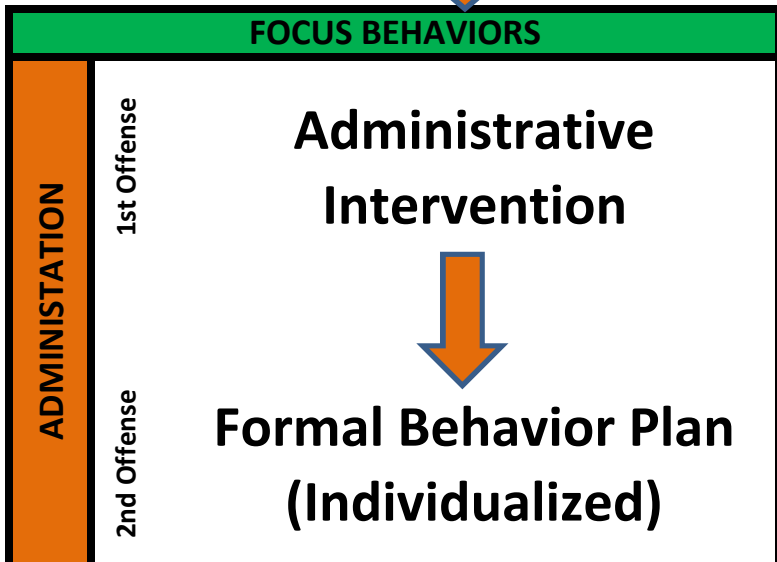 FOCUS BEHAVIORS
ADMINISTATION
1st Offense
Administrative
Intervention
2nd Offense
Formal Behavior Plan
(Individualized)